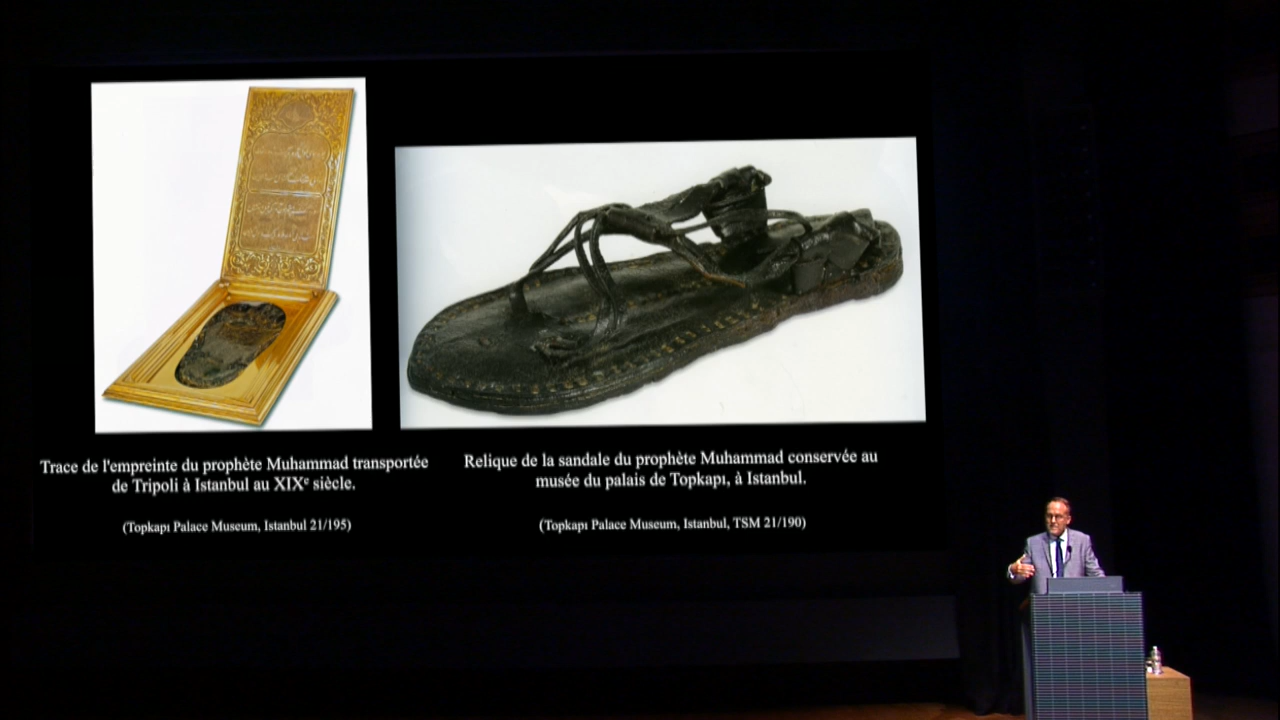 Trace de l'empreinte du prophète Muhammad transportée
de Tripoli à Istanbul au XIXᵉ siècle.
(Topkapı Palace Museum, Istanbul 21/195)
Relique de la sandale du prophète Muhammad conservée au
musée du palais de Topkapı, à Istanbul.
(Topkapı Palace Museum, Istanbul, TSM 21/190)